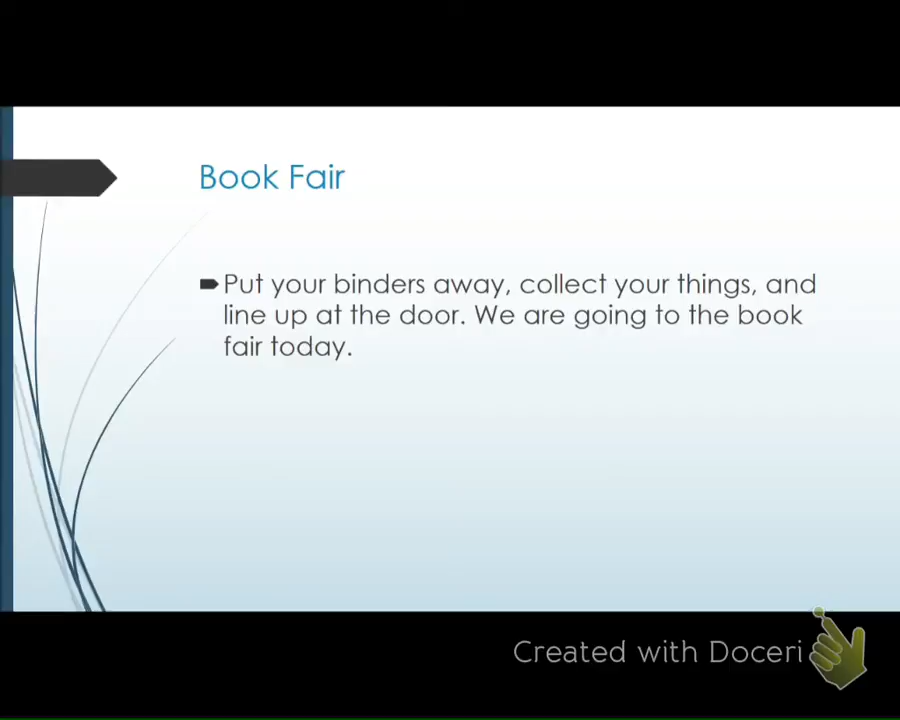 Book Fair
Put your binders away, collect your things, and
line up at the door. We are going to the book
fair today.
Created with Doceri